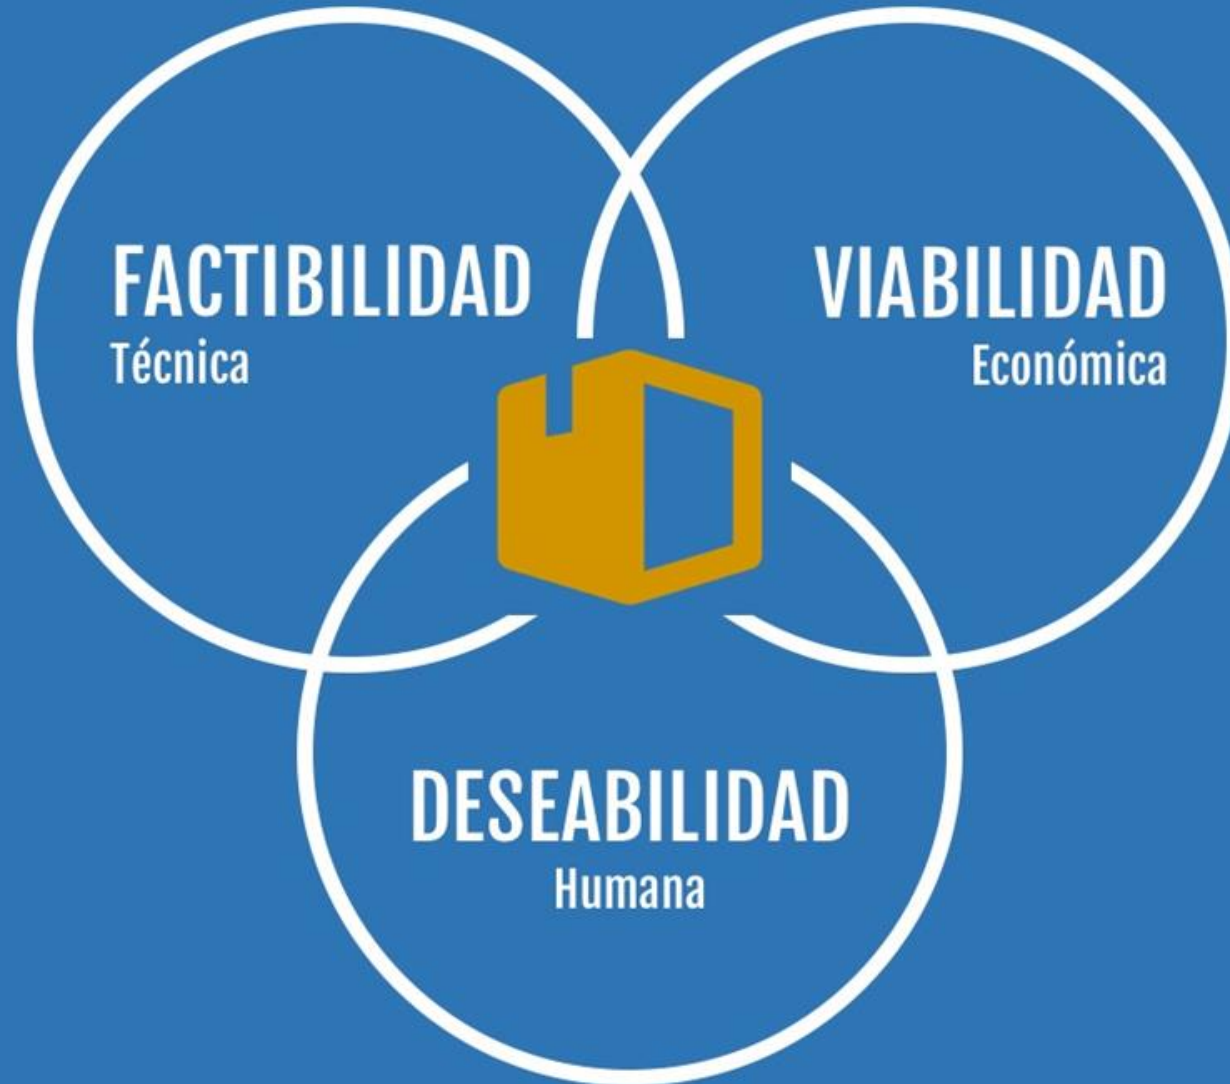 FACTIBILIDAD
Técnica
VIABILIDAD
Económica
DESEABILIDAD
Humana